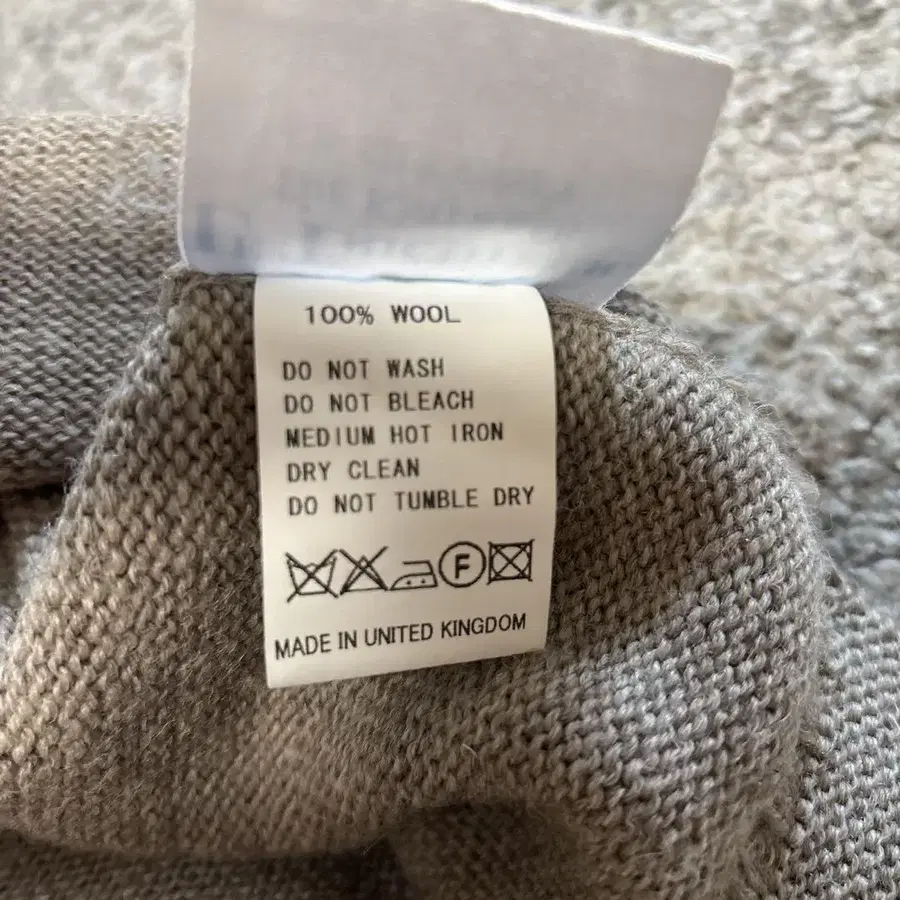 100% WOOL
DO NOT WASH
DO NOT BLEACH
MEDIUM HOT IRON
DRY CLEAN
DO NOT TUMBLE DRY
F
MADE IN UNITED KINGDOM